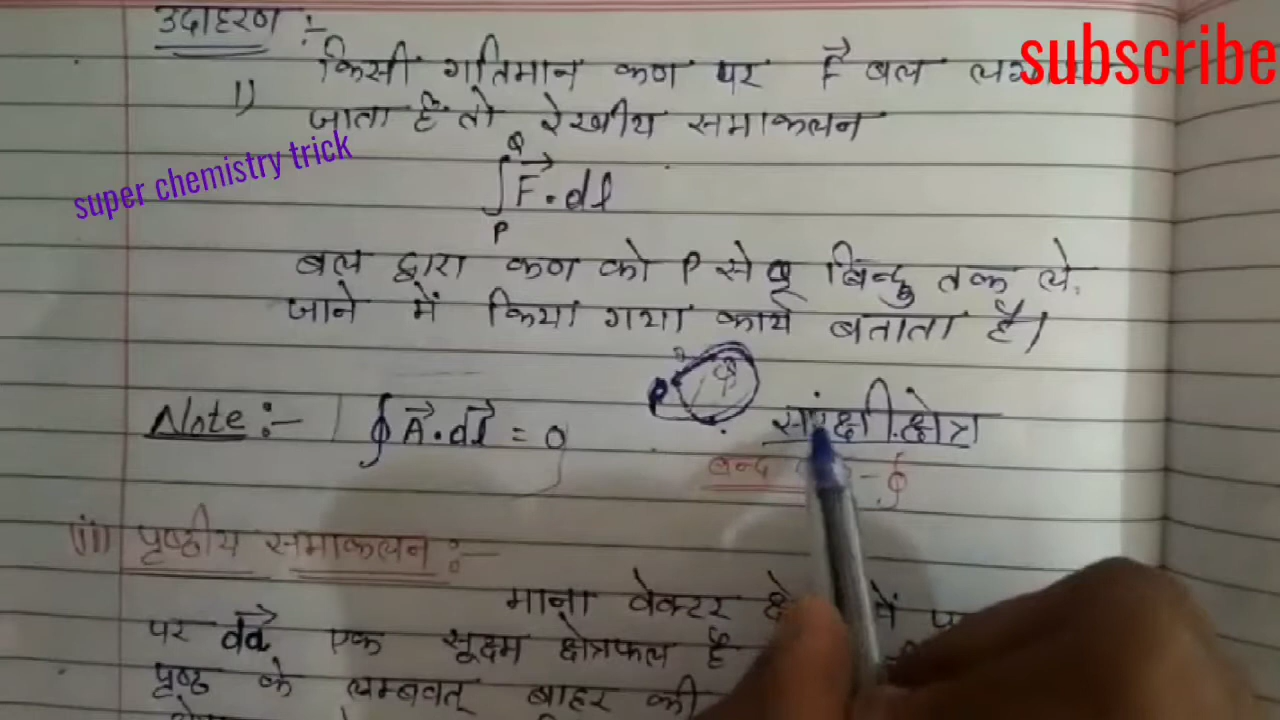 उदाहरण :-
subscribe
1) किसी गतिमान कण पर F बल
जाता है तो रेखीय समाकलन
super chemistry trick
∫ F⃗.dl
Q
P
बल द्वारा कण को P से Q बिन्दु तक ले
जाने में किया गया कार्य बताता है।
P
Note :- ∮ A⃗.dl⃗ = 0 संरक्षी क्षेत्र
बन्द - ∮
(ii) पृष्ठीय समाकलन :-
माना वेक्टर में
पर da⃗ एक सूक्ष्म क्षेत्रफल है
पृष्ठ के लम्बवत् बाहर की